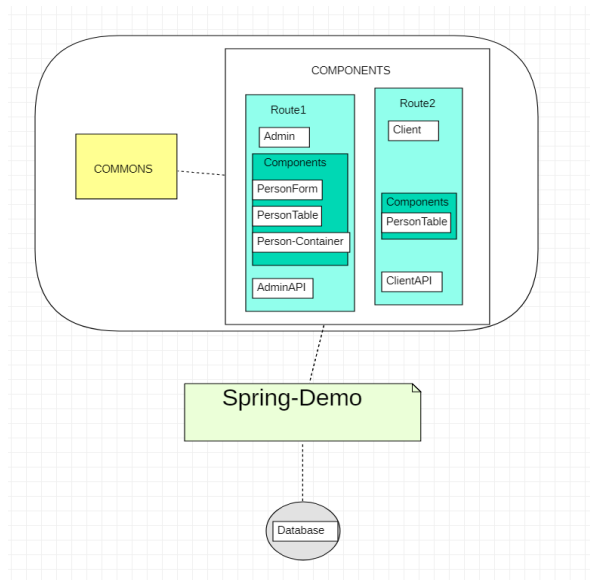 COMPONENTS
COMMONS
Route1
Admin
Components
PersonForm
PersonTable
Person-Container
AdminAPI
Route2
Client
Components
PersonTable
ClientAPI
Spring-Demo
Database